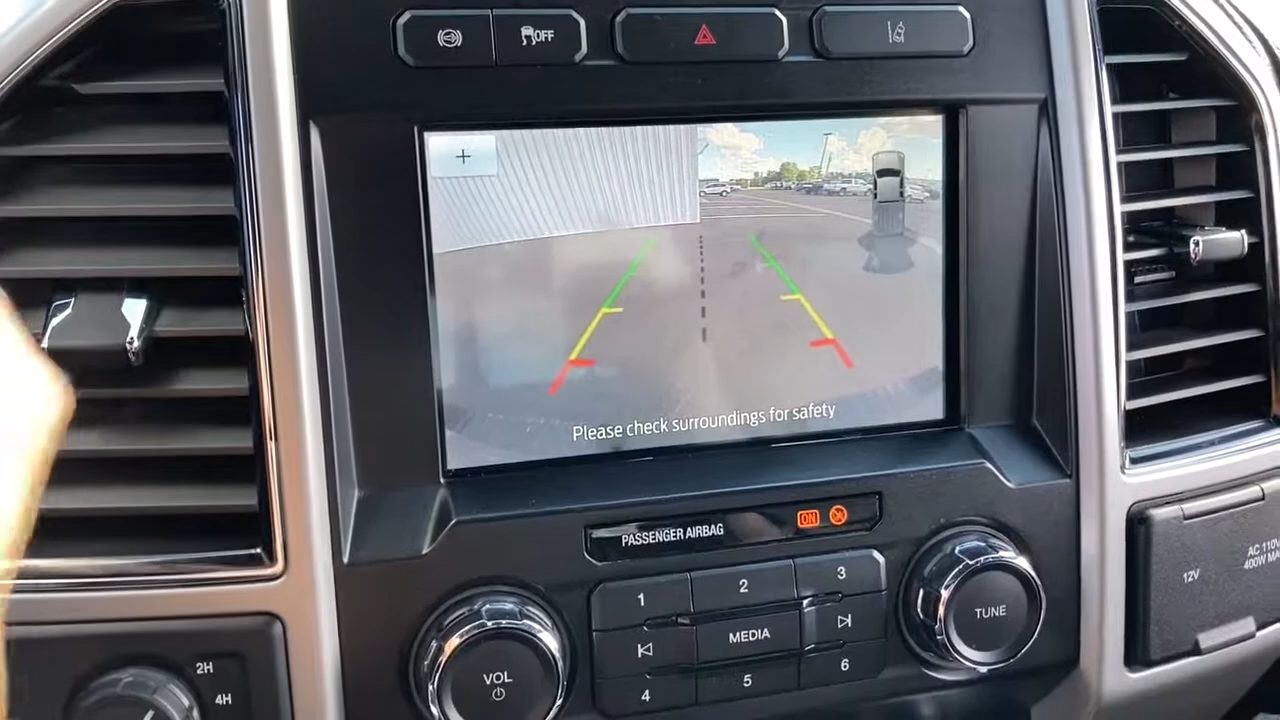 OFF
+
Please check surroundings for safety
PASSENGER AIRBAG ON
1 2 3
MEDIA
4 5 6
VOL
TUNE
2H
4H
12V
AC 110V
400W